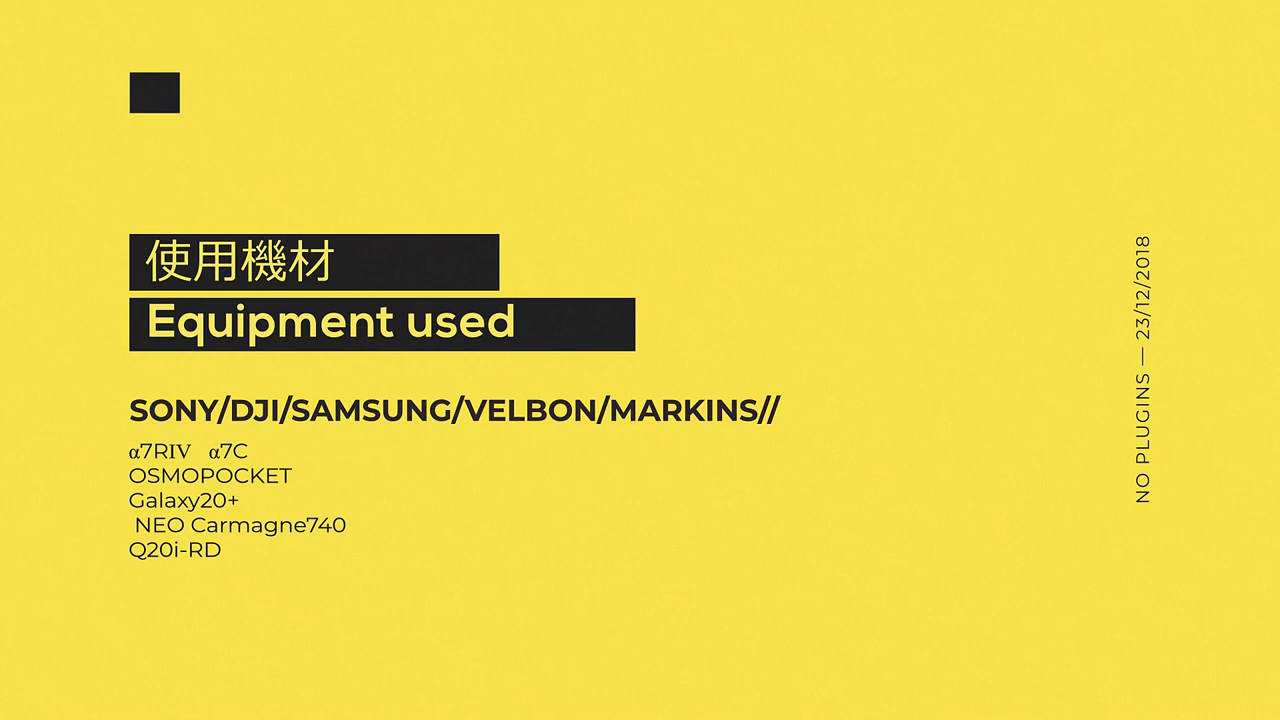 使用機材
Equipment used
SONY/DJI/SAMSUNG/VELBON/MARKINS//
α7RIV α7C
OSMOPOCKET
Galaxy20+
NEO Carmagne740
Q20i-RD
NO PLUGINS — 23/12/2018